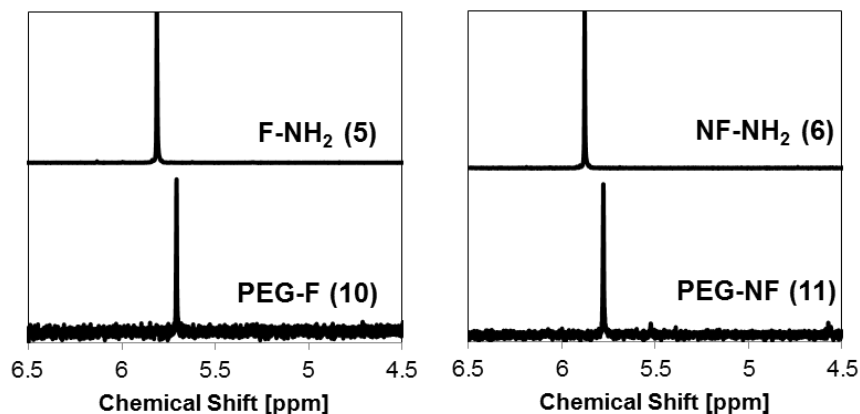 F-NH₂ (5)
PEG-F (10)
6.5 6 5.5 5 4.5
Chemical Shift [ppm]
NF-NH₂ (6)
PEG-NF (11)
6.5 6 5.5 5 4.5
Chemical Shift [ppm]